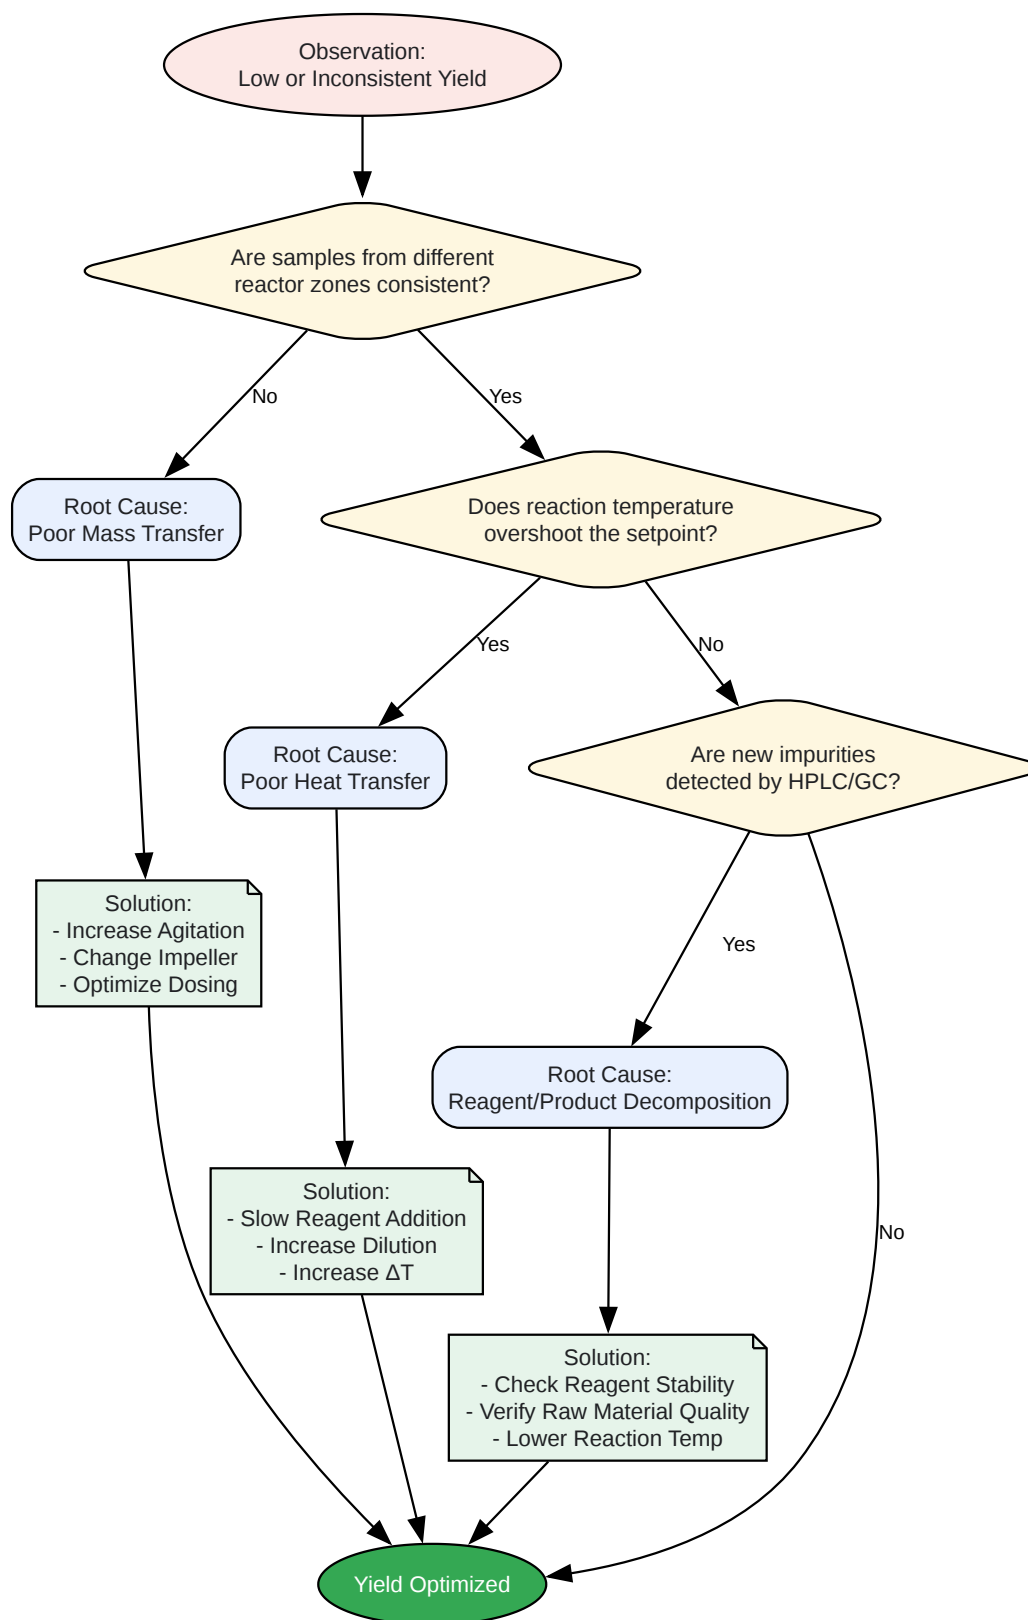 Observation:
Low or Inconsistent Yield
Are samples from different
reactor zones consistent?
No
Yes
Root Cause:
Poor Mass Transfer
Does reaction temperature
overshoot the setpoint?
Yes
No
Root Cause:
Poor Heat Transfer
Are new impurities
detected by HPLC/GC?
Solution:
- Increase Agitation
- Change Impeller
- Optimize Dosing
Yes
Root Cause:
Reagent/Product Decomposition
Solution:
- Slow Reagent Addition
- Increase Dilution
- Increase ΔT
No
Solution:
- Check Reagent Stability
- Verify Raw Material Quality
- Lower Reaction Temp
Yield Optimized